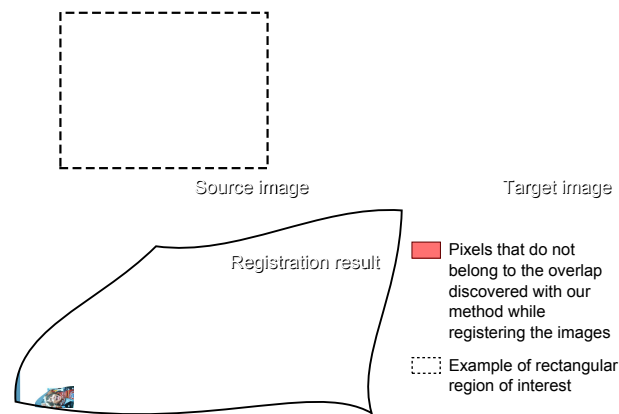 Source image
Target image
Registration result
Pixels that do not
belong to the overlap
discovered with our
method while
registering the images
Example of rectangular
region of interest